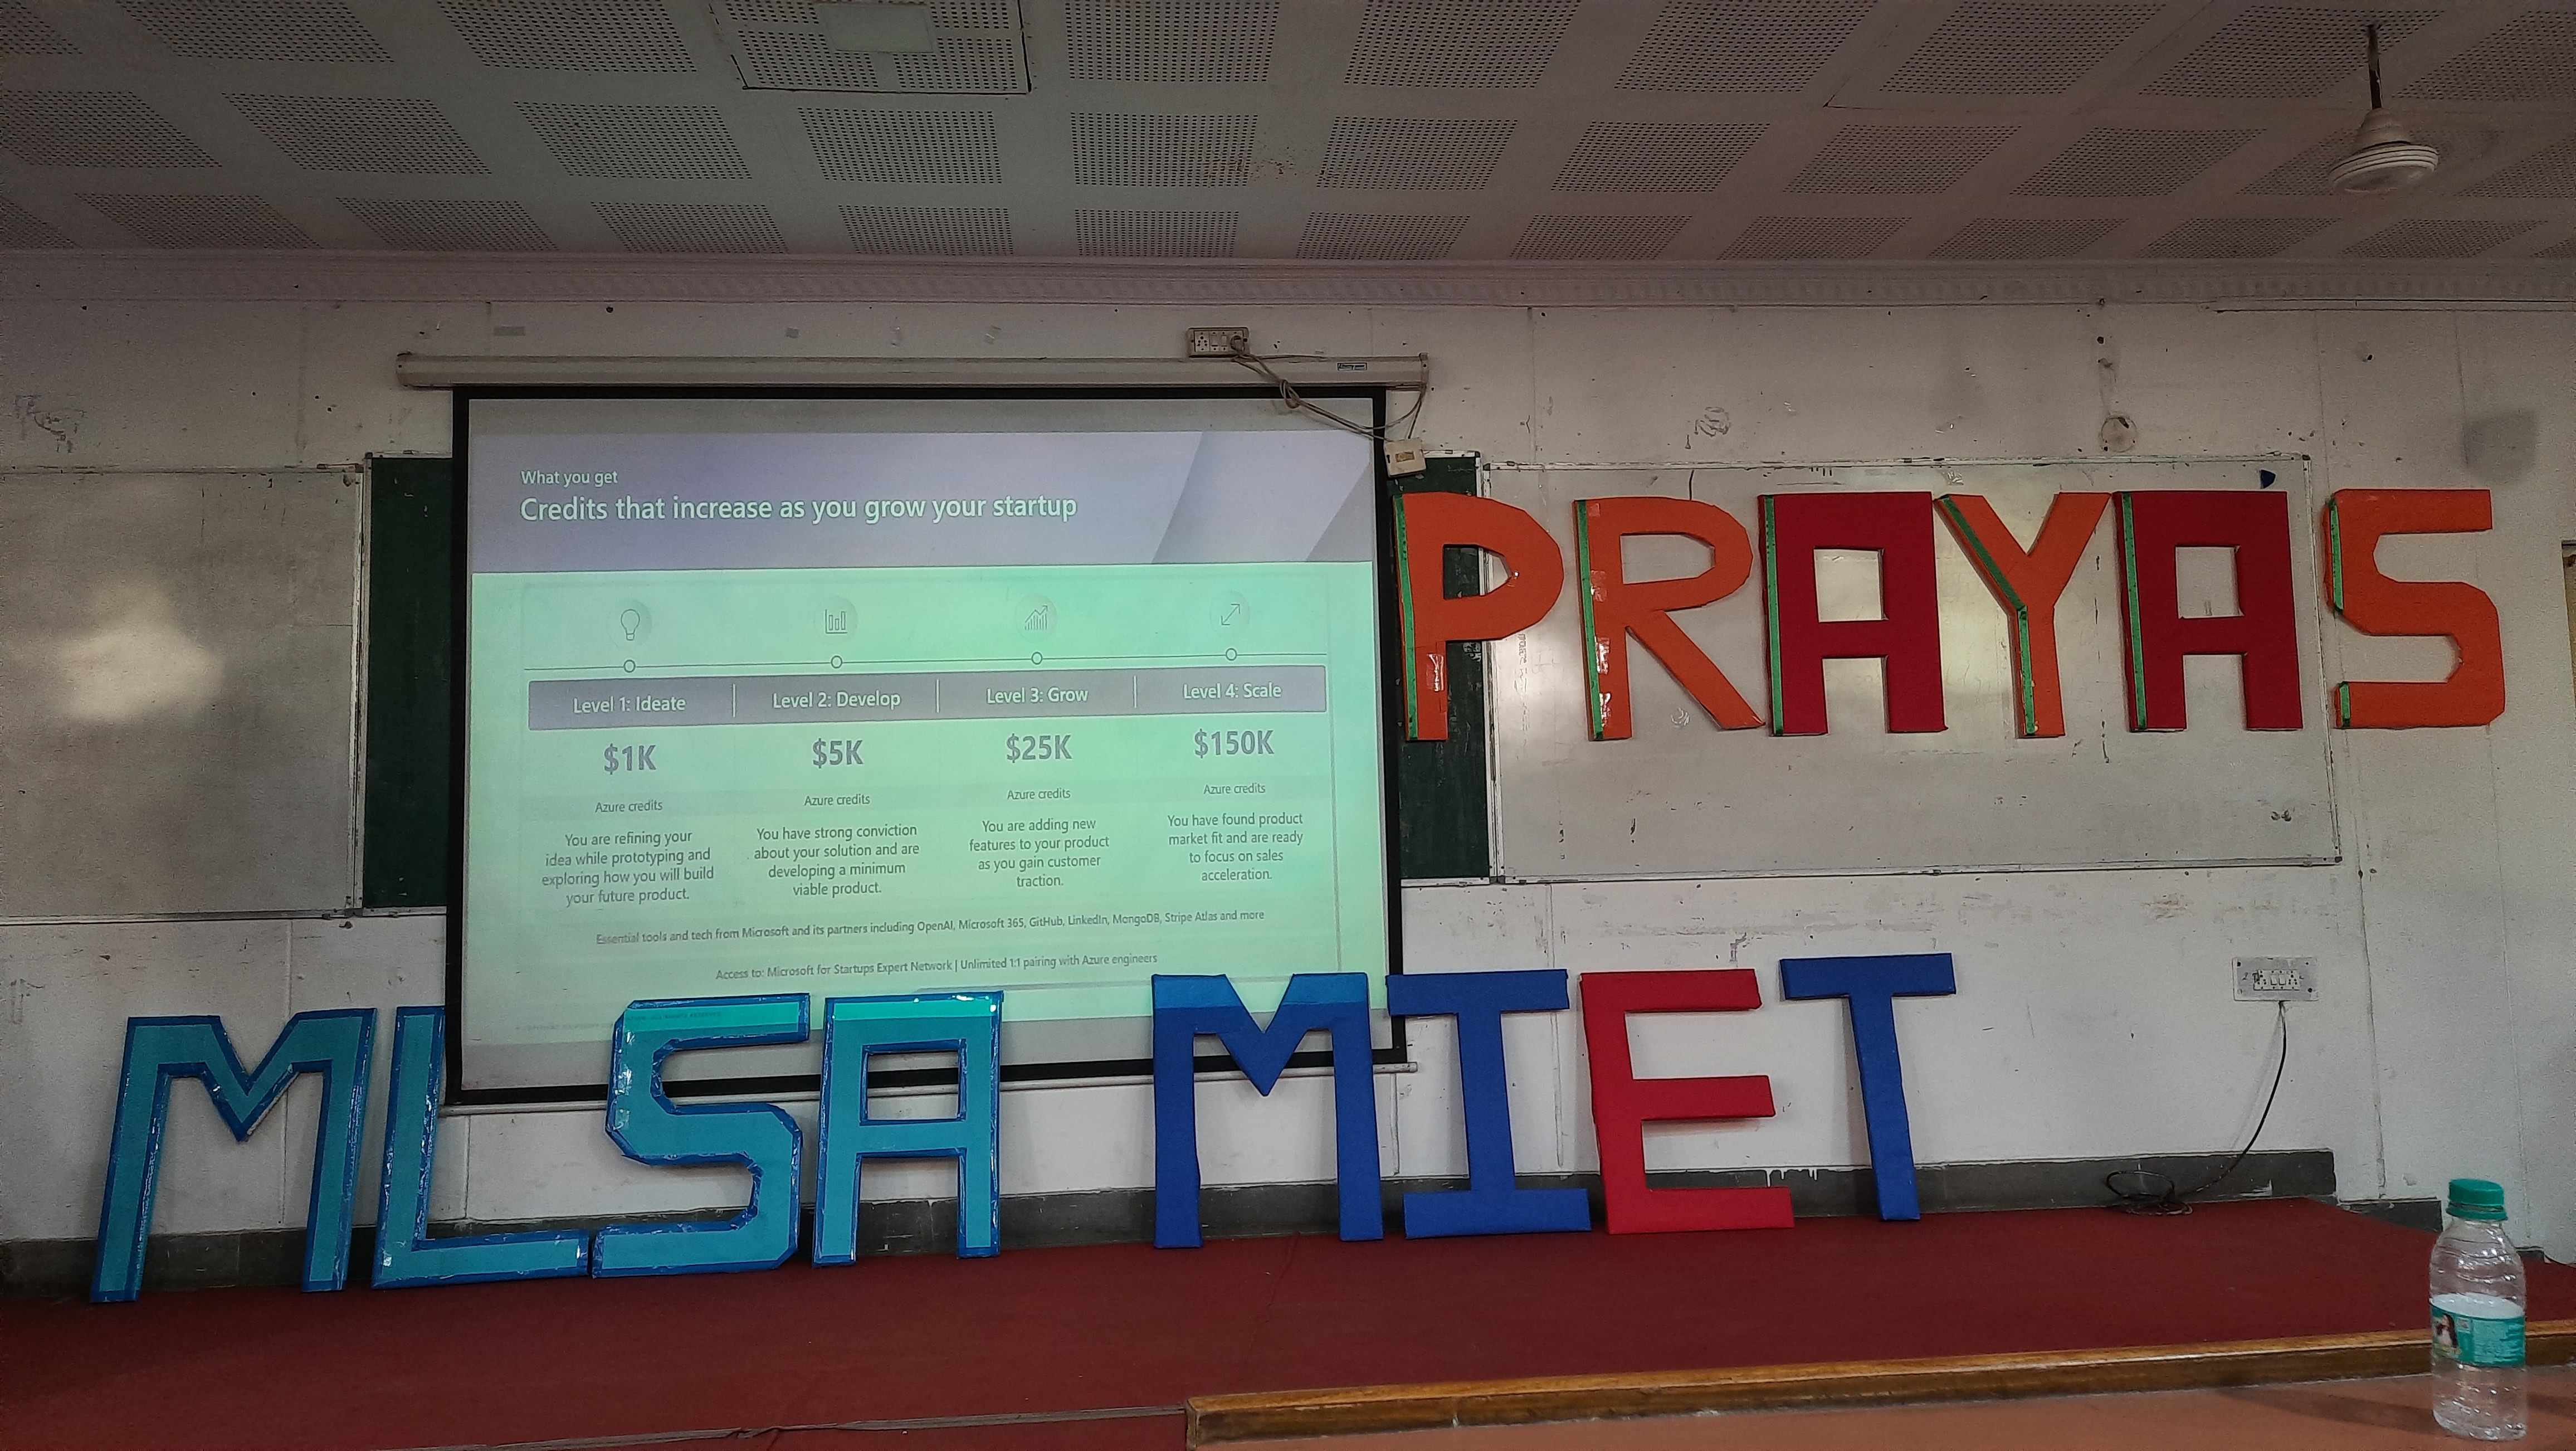 What you get
Credits that increase as you grow your startup
Level 1: Ideate
$1K
Azure credits
You are refining your
idea while prototyping and
exploring how you will build
your future product.
Level 2: Develop
$5K
Azure credits
You have strong conviction
about your solution and are
developing a minimum
viable product.
Level 3: Grow
$25K
Azure credits
You are adding new
features to your product
as you gain customer
traction.
Level 4: Scale
$150K
Azure credits
You have found product
market fit and are ready
to focus on sales
acceleration.
Essential tools and tech from Microsoft and its partners including OpenAI, Microsoft 365, GitHub, LinkedIn, MongoDB, Stripe Atlas and more
Access to: Microsoft for Startups Expert Network | Unlimited 1:1 pairing with Azure engineers
PRAYAS
MLSA MIET